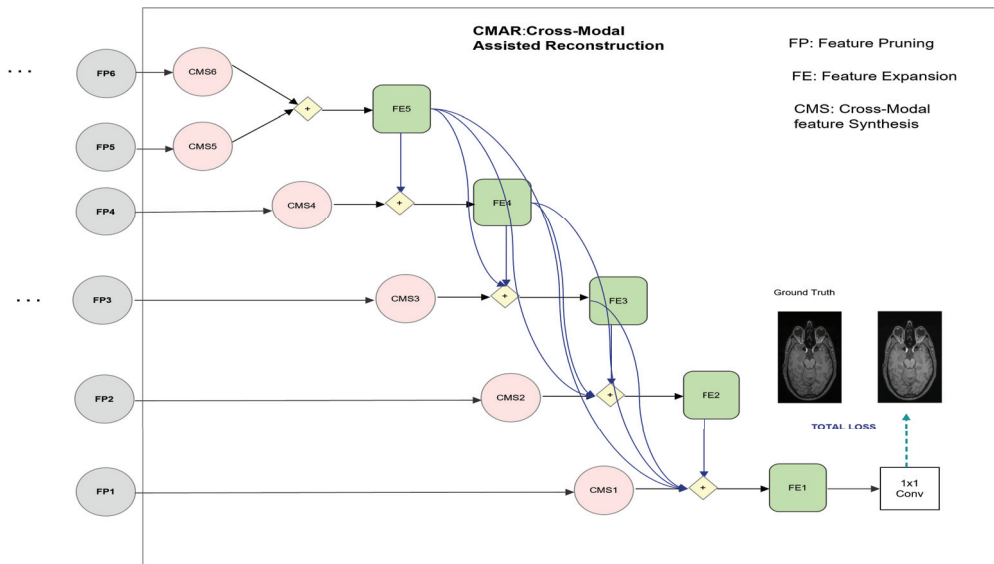 CMAR:Cross-Modal
Assisted Reconstruction
FP: Feature Pruning
FE: Feature Expansion
CMS: Cross-Modal
feature Synthesis
...
FP6
CMS6
+
FE5
FP5
CMS5
FP4
CMS4
+
FE4
...
FP3
CMS3
+
FE3
Ground Truth
FP2
CMS2
+
FE2
TOTAL LOSS
FP1
CMS1
+
FE1
1x1
Conv